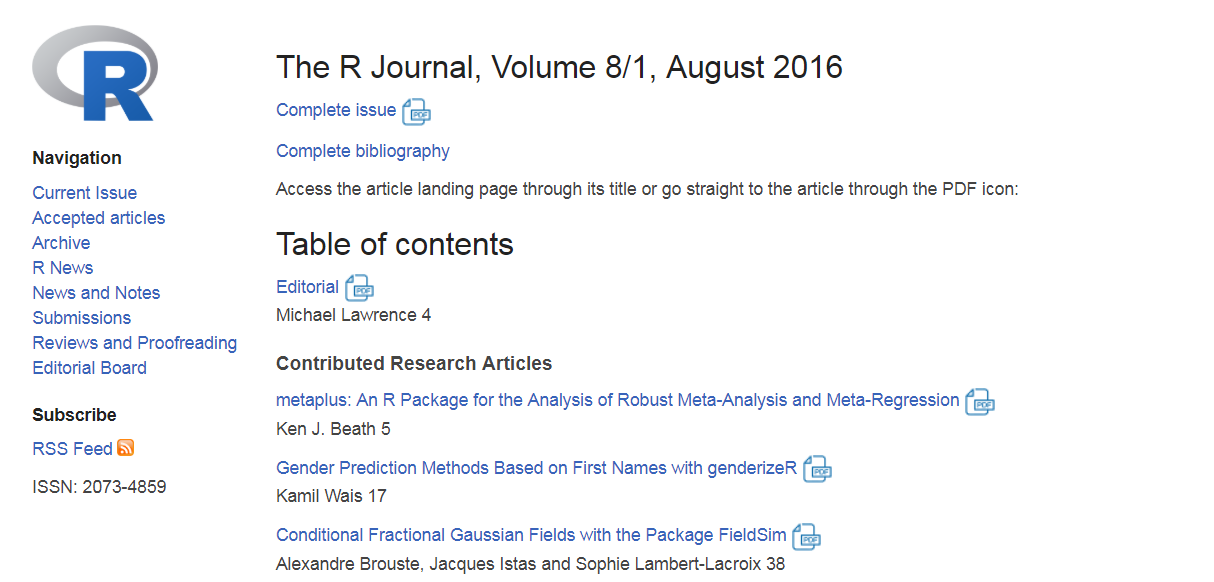 R
Navigation
Current Issue
Accepted articles
Archive
R News
News and Notes
Submissions
Reviews and Proofreading
Editorial Board
Subscribe
RSS Feed
ISSN: 2073-4859
The R Journal, Volume 8/1, August 2016
Complete issue PDF
Complete bibliography
Access the article landing page through its title or go straight to the article through the PDF icon:
Table of contents
Editorial PDF
Michael Lawrence 4
Contributed Research Articles
metaplus: An R Package for the Analysis of Robust Meta-Analysis and Meta-Regression PDF
Ken J. Beath 5
Gender Prediction Methods Based on First Names with genderizeR PDF
Kamil Wais 17
Conditional Fractional Gaussian Fields with the Package FieldSim PDF
Alexandre Brouste, Jacques Istas and Sophie Lambert-Lacroix 38